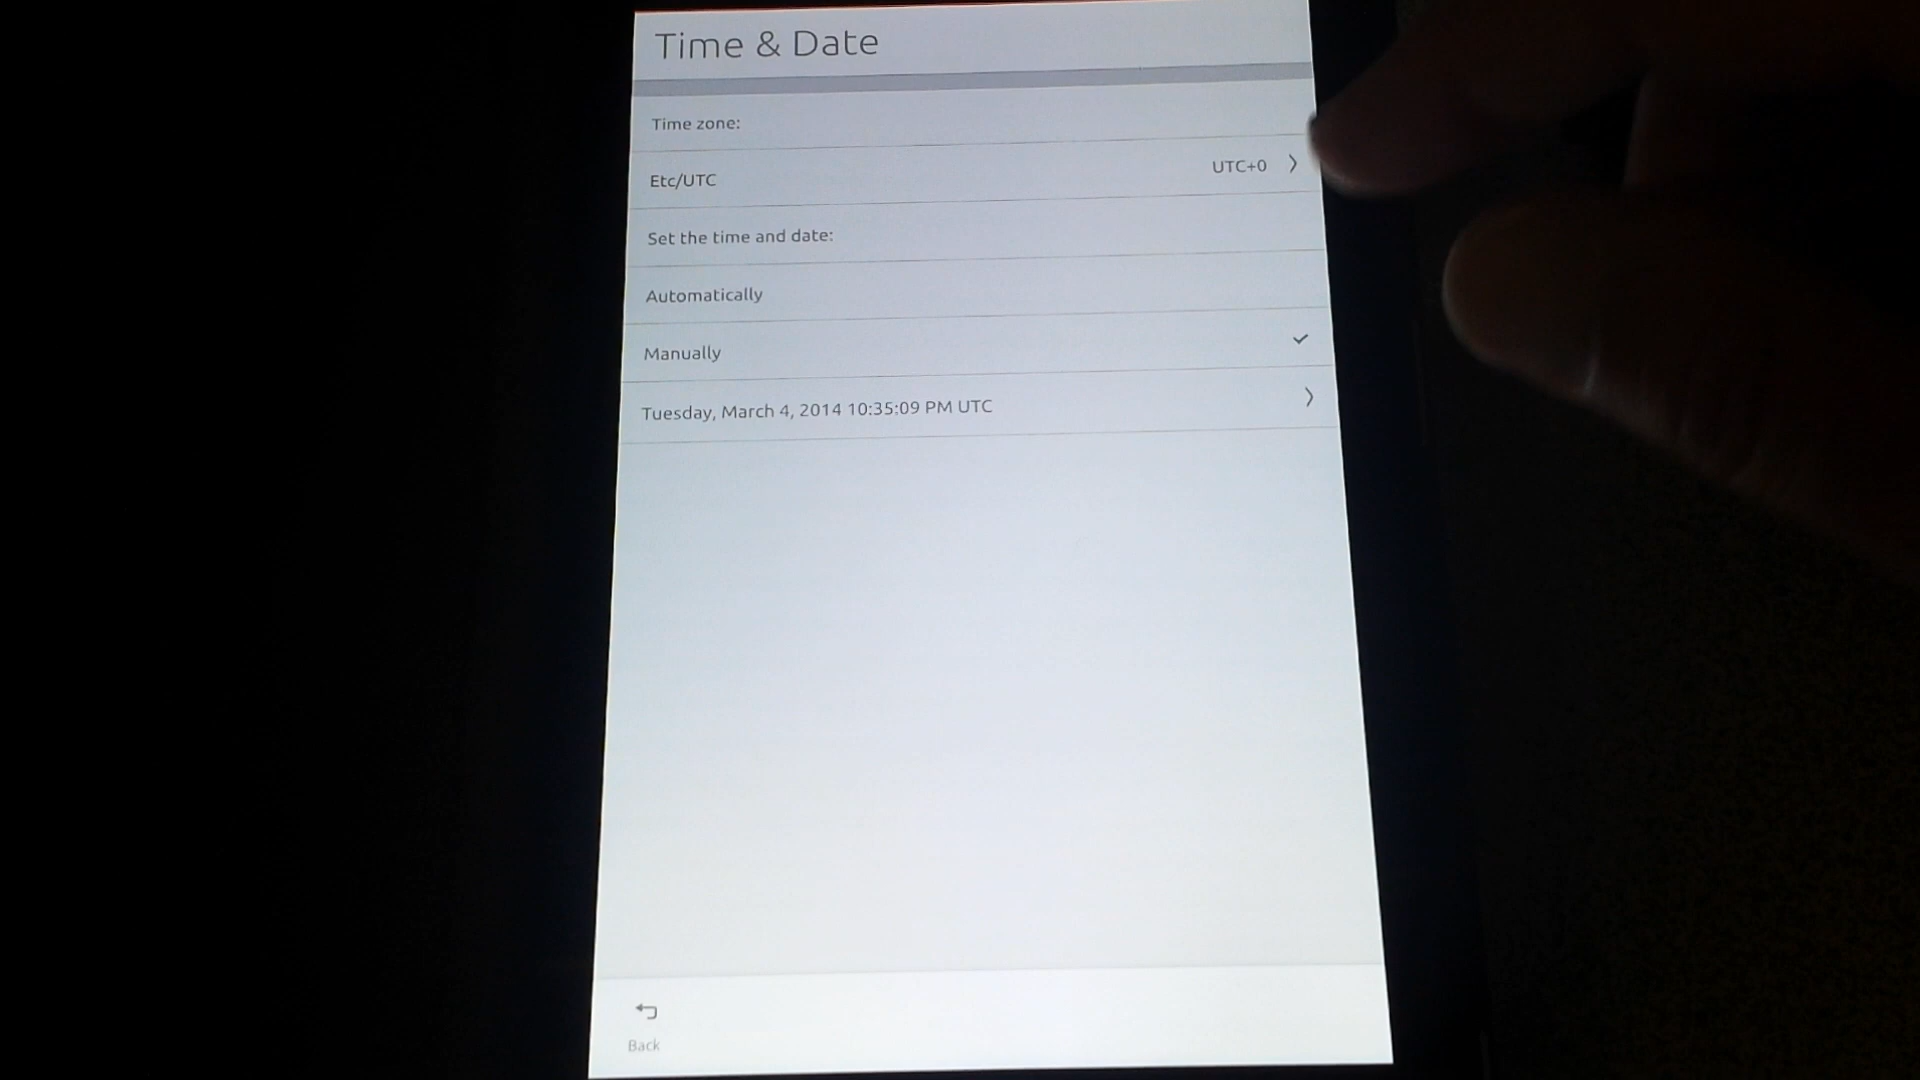 Time & Date
Time zone:
Etc/UTC UTC+0
Set the time and date:
Automatically
Manually
Tuesday, March 4, 2014 10:35:09 PM UTC
Back